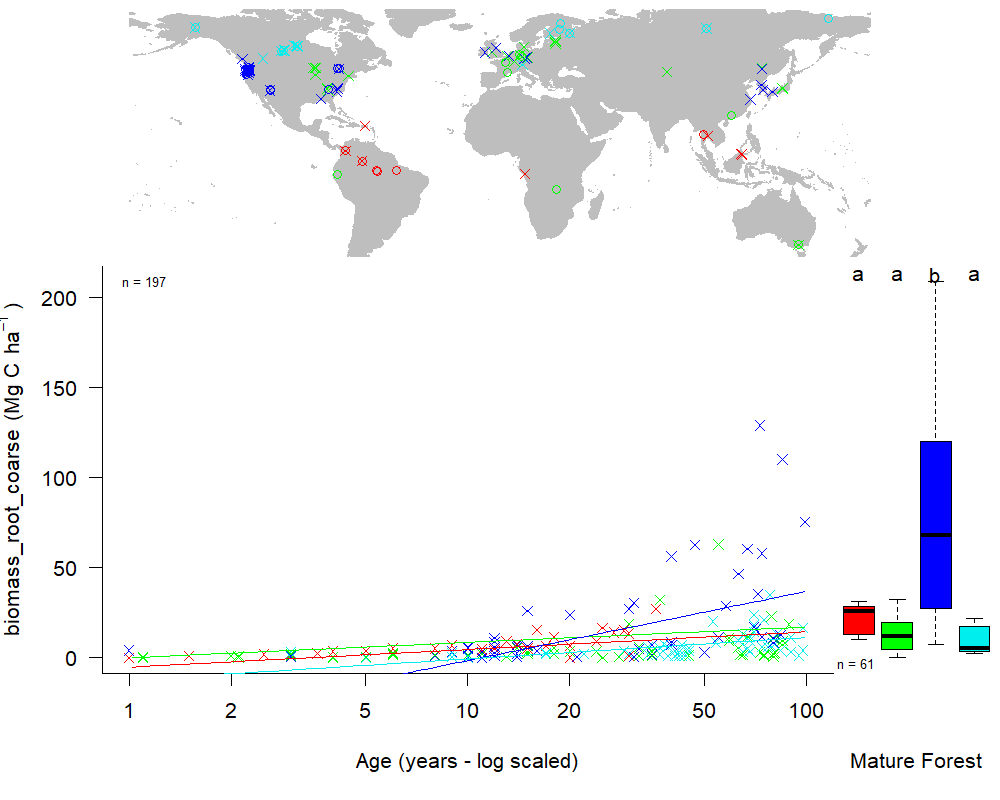 a a b a
n = 197
200
150
100
50
0
biomass_root_coarse (Mg C ha⁻¹ )
n = 61
1 2 5 10 20 50 100
Age (years - log scaled)
Mature Forest